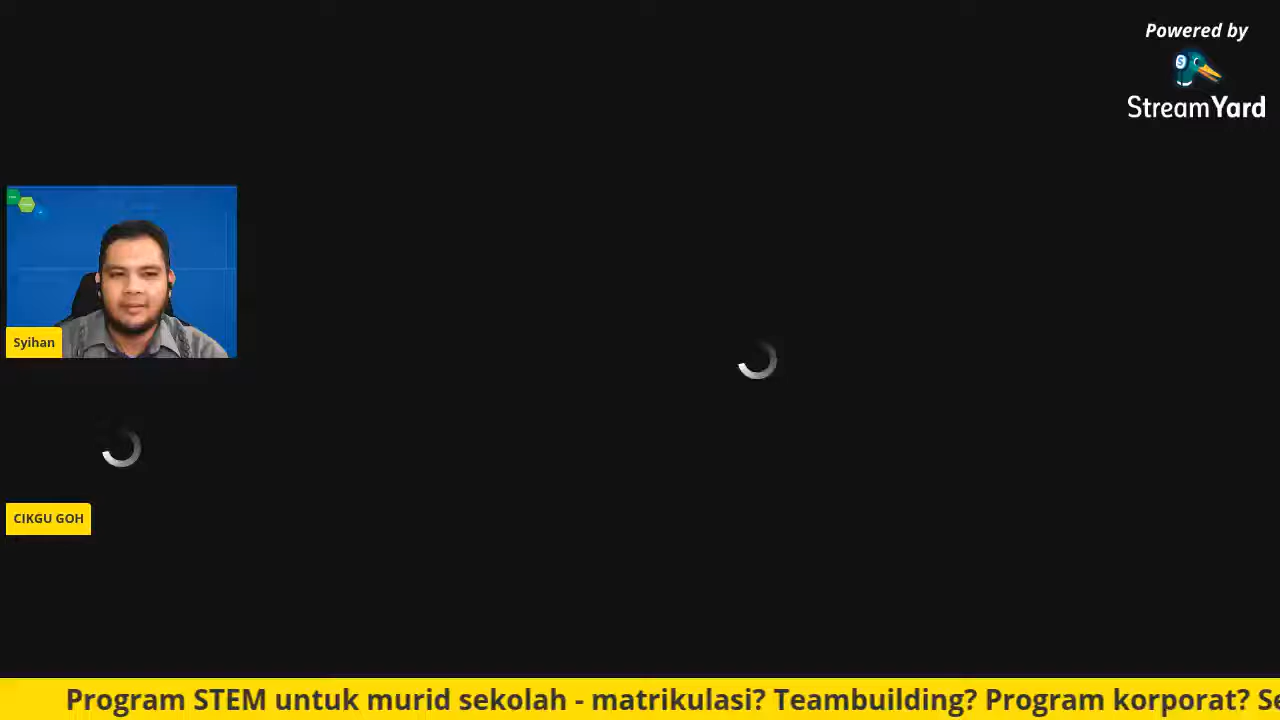 Powered by
StreamYard
Syihan
CIKGU GOH
Program STEM untuk murid sekolah - matrikulasi? Teambuilding? Program korporat?